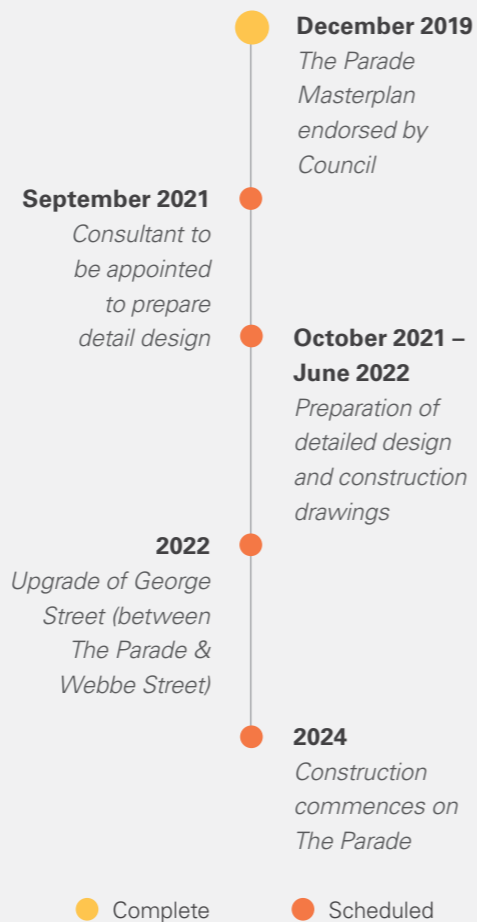 December 2019
The Parade
Masterplan
endorsed by
Council
September 2021
Consultant to
be appointed
to prepare
detail design
October 2021 –
June 2022
Preparation of
detailed design
and construction
drawings
2022
Upgrade of George
Street (between
The Parade &
Webbe Street)
2024
Construction
commences on
The Parade
Complete
Scheduled